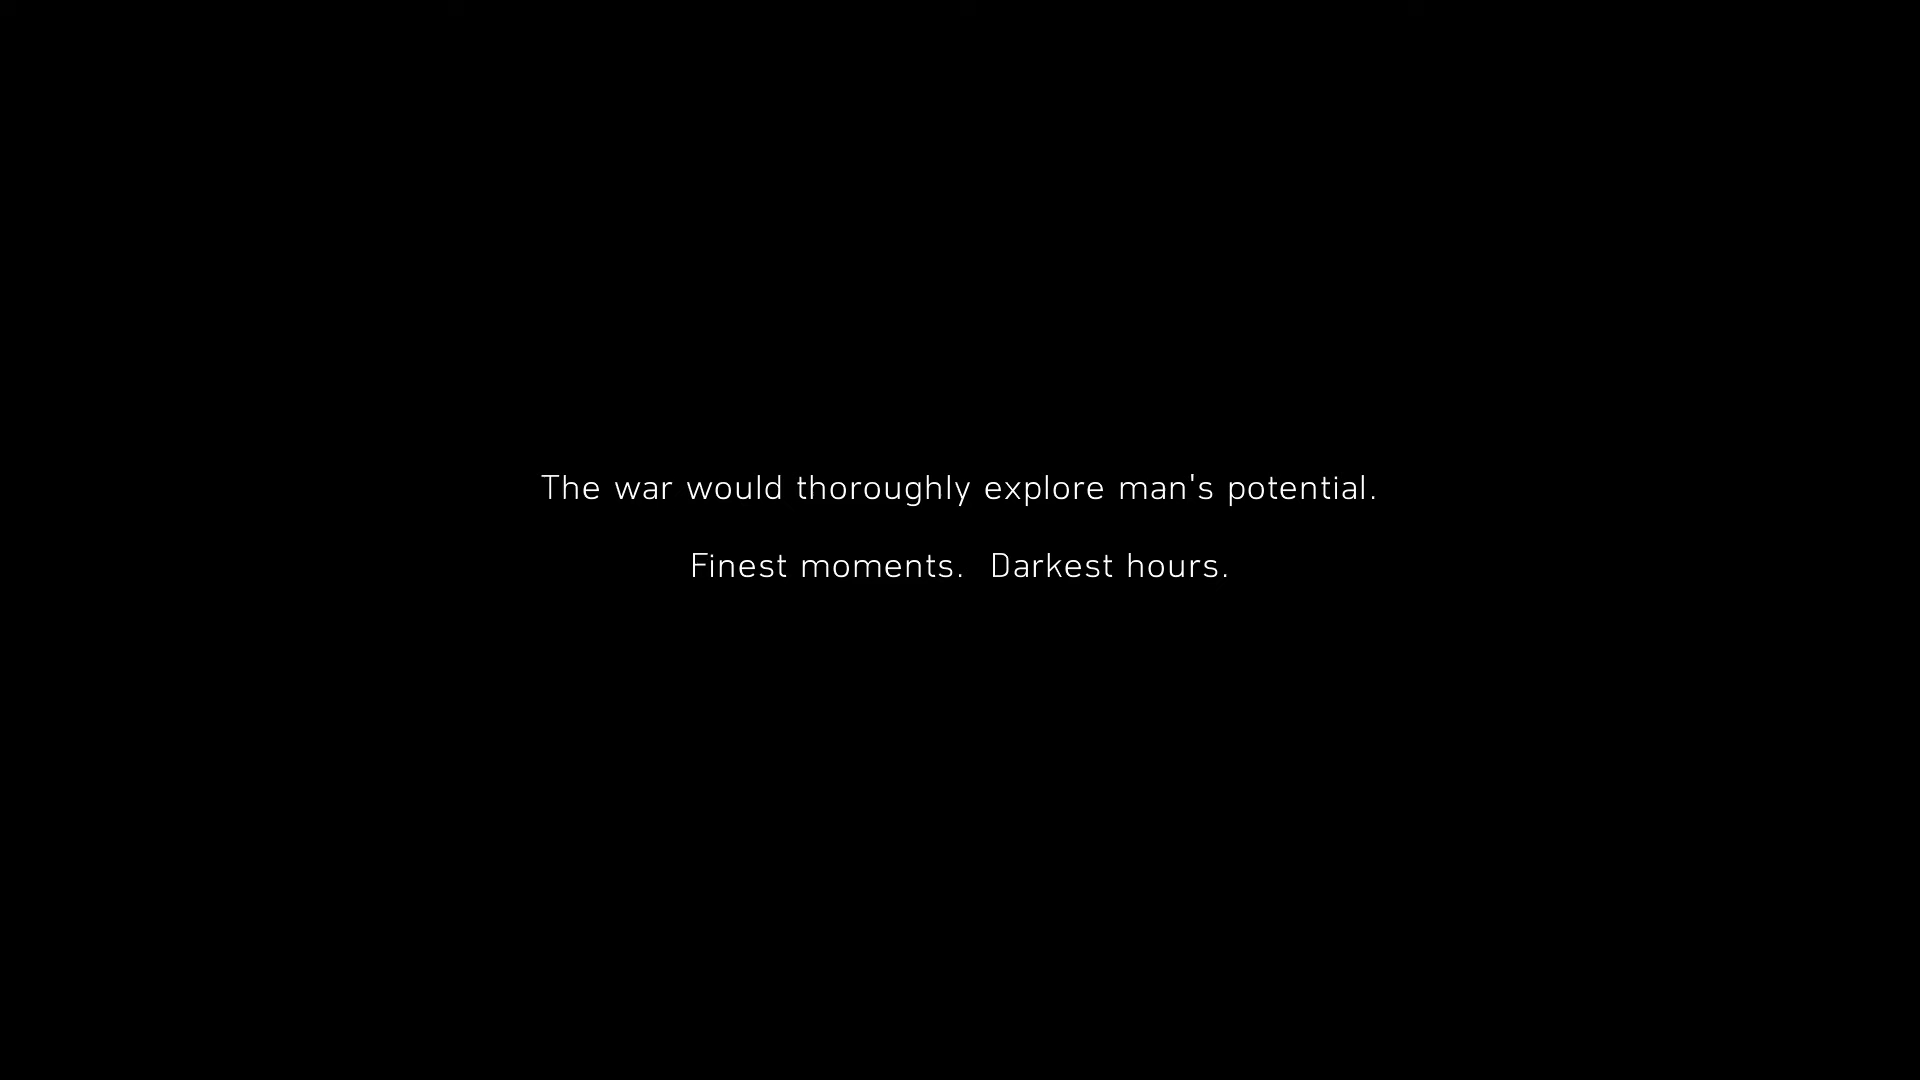 The war would thoroughly explore man's potential.
Finest moments.  Darkest hours.